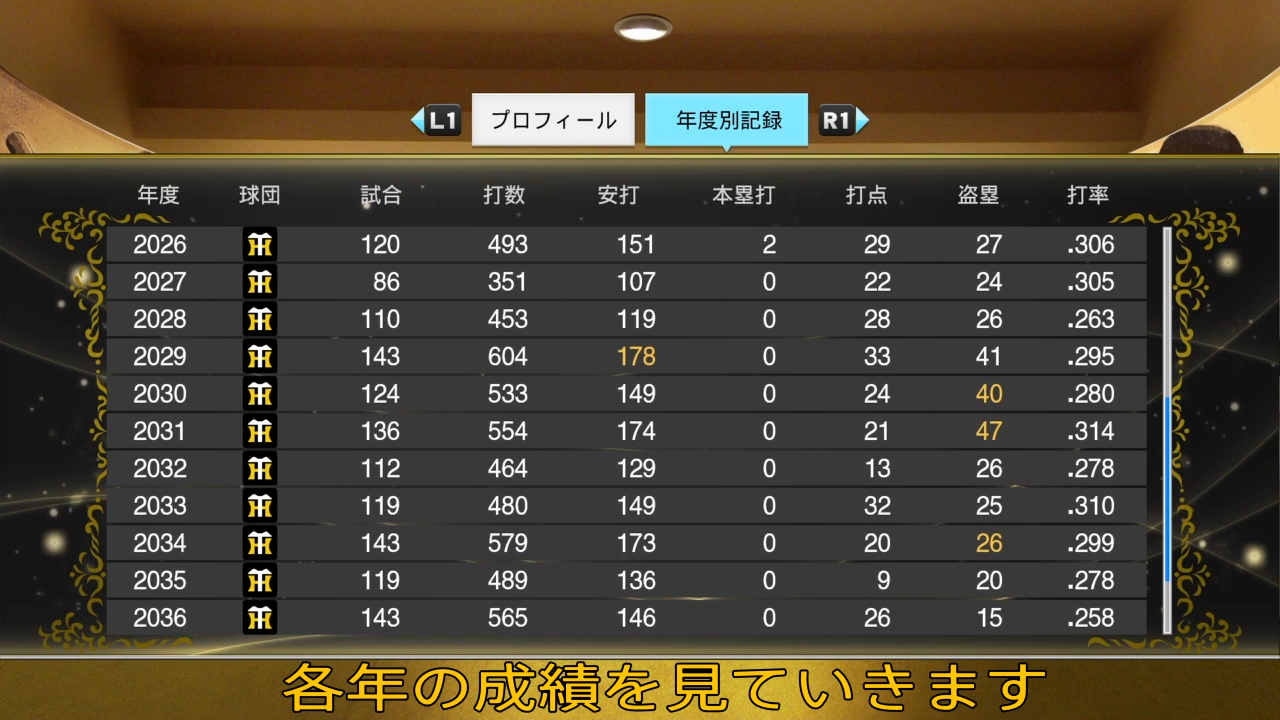 L1 プロフィール 年度別記録 R1
年度 球団 試合 打数 安打 本塁打 打点 盗塁 打率
2026 120 493 151 2 29 27 .306
2027 86 351 107 0 22 24 .305
2028 110 453 119 0 28 26 .263
2029 143 604 178 0 33 41 .295
2030 124 533 149 0 24 40 .280
2031 136 554 174 0 21 47 .314
2032 112 464 129 0 13 26 .278
2033 119 480 149 0 32 25 .310
2034 143 579 173 0 20 26 .299
2035 119 489 136 0 9 20 .278
2036 143 565 146 0 26 15 .258
各年の成績を見ていきます